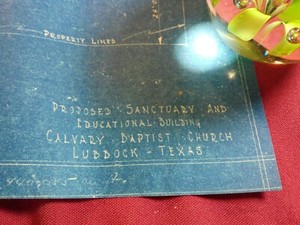 PROPERTY LINES
PROPOSED SANCTUARY AND
EDUCATIONAL BUILDING
CALVARY BAPTIST CHURCH
LUBBOCK - TEXAS